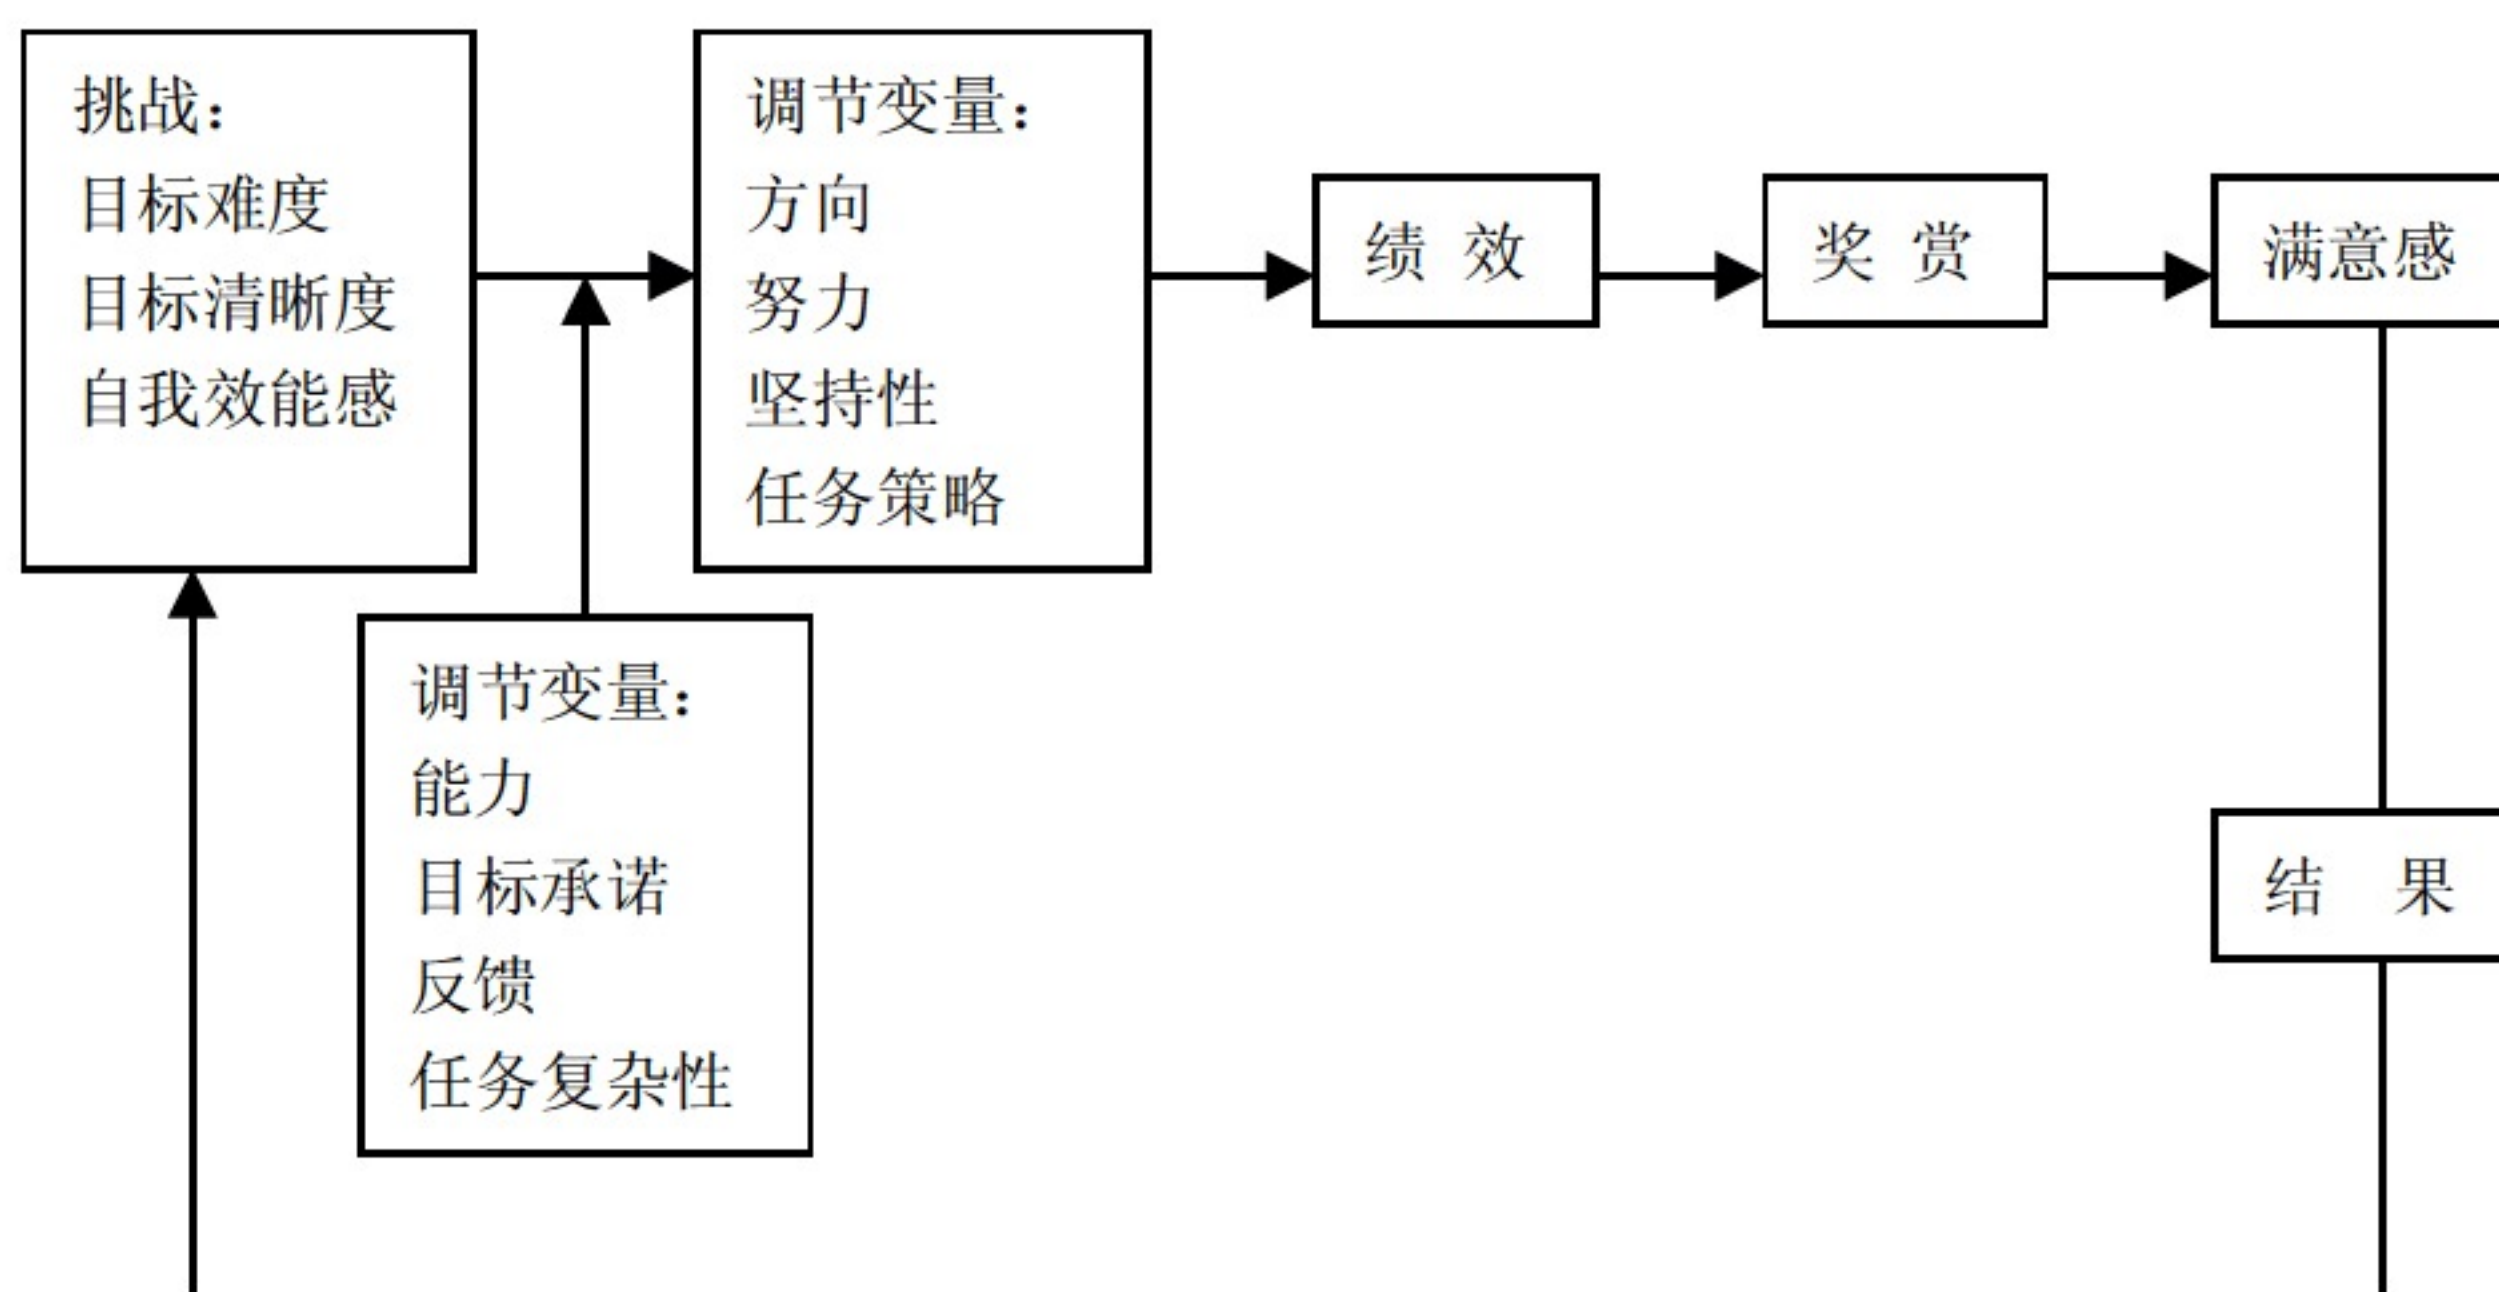 挑战：
目标难度
目标清晰度
自我效能感
调节变量：
方向
努力
坚持性
任务策略
绩 效
奖 赏
满意感
调节变量：
能力
目标承诺
反馈
任务复杂性
结 果